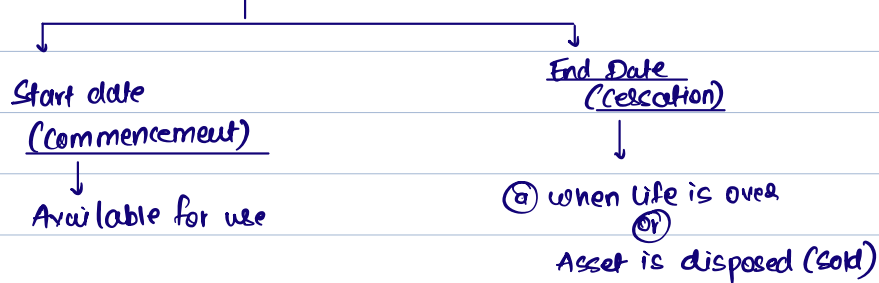 Start date
(Commencement)
Available for use
End Date
(Cessation)
ⓐ when life is over
OR
Asset is disposed (Sold)